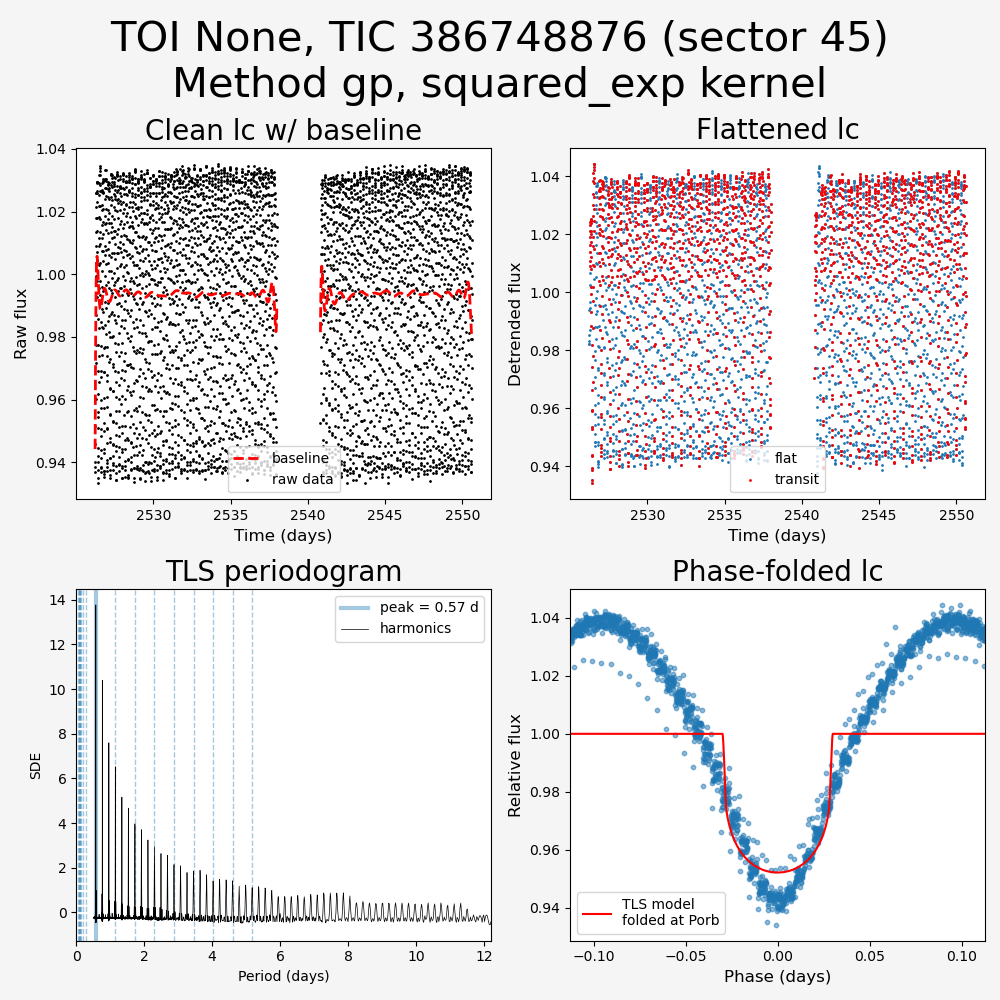 TOI None, TIC 386748876 (sector 45)
Method gp, squared_exp kernel
Clean lc w/ baseline
1.04
1.02
1.00
0.98
0.96
0.94
Raw flux
baseline
raw data
2530
2535
2540
2545
2550
Time (days)
Flattened lc
1.04
1.02
1.00
0.98
0.96
0.94
Detrended flux
flat
transit
2530
2535
2540
2545
2550
Time (days)
TLS periodogram
14
12
10
8
6
4
2
0
SDE
peak = 0.57 d
harmonics
0
2
4
6
8
10
12
Period (days)
Phase-folded lc
1.04
1.02
1.00
0.98
0.96
0.94
Relative flux
TLS model
folded at Porb
−0.10
−0.05
0.00
0.05
0.10
Phase (days)